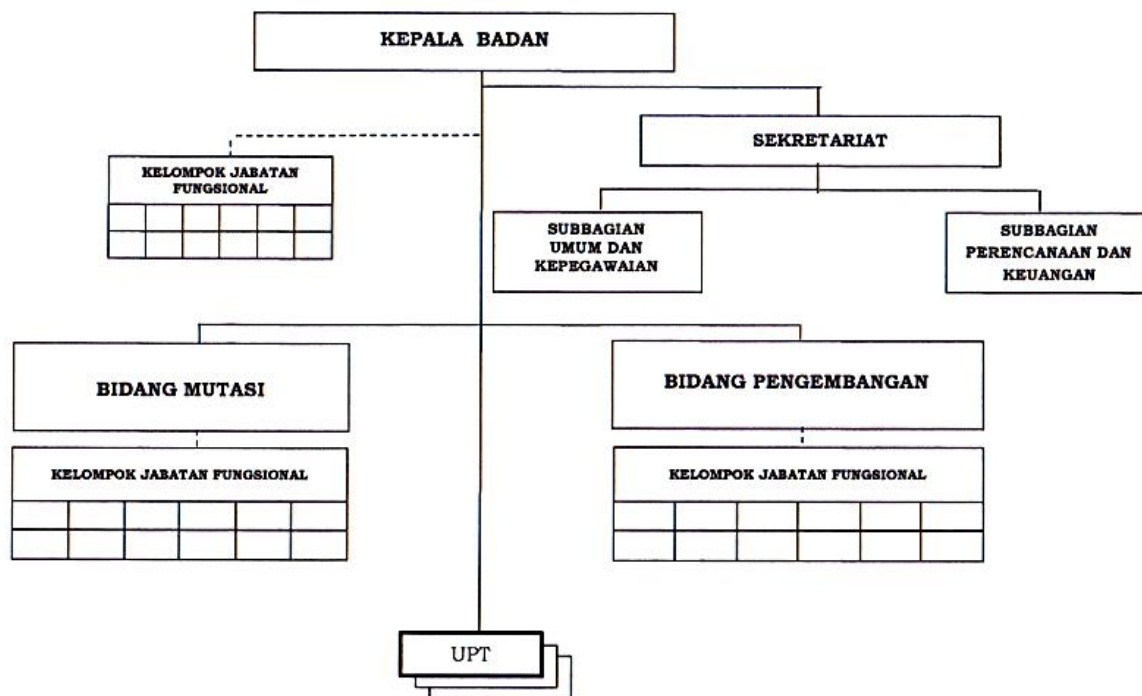 KEPALA BADAN
SEKRETARIAT
KELOMPOK JABATAN
FUNGSIONAL
SUBBAGIAN
UMUM DAN
KEPEGAWAIAN
SUBBAGIAN
PERENCANAAN DAN
KEUANGAN
BIDANG MUTASI
BIDANG PENGEMBANGAN
KELOMPOK JABATAN FUNGSIONAL
KELOMPOK JABATAN FUNGSIONAL
UPT